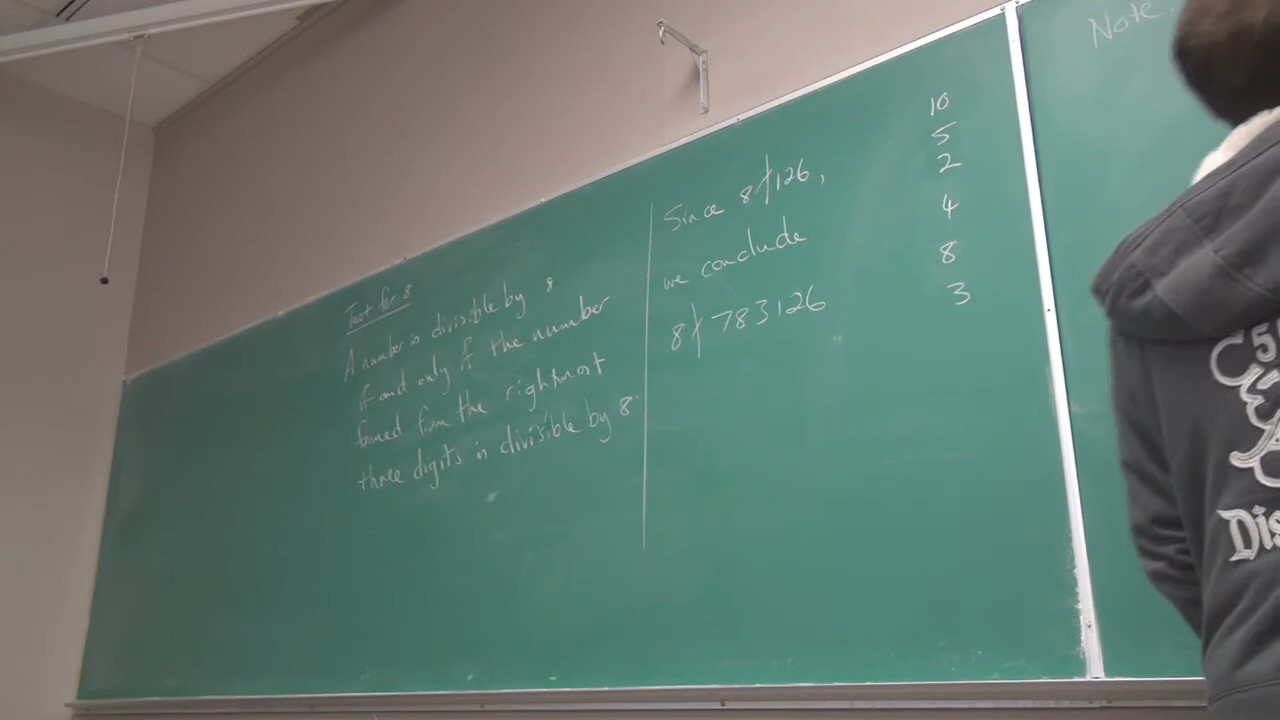 Test for 8
A number is divisible by 8
if and only if the number
formed from the rightmost
three digits is divisible by 8.
Since 8∤126,
we conclude
8∤783126
10
5
2
4
8
3
Note
5
Dis